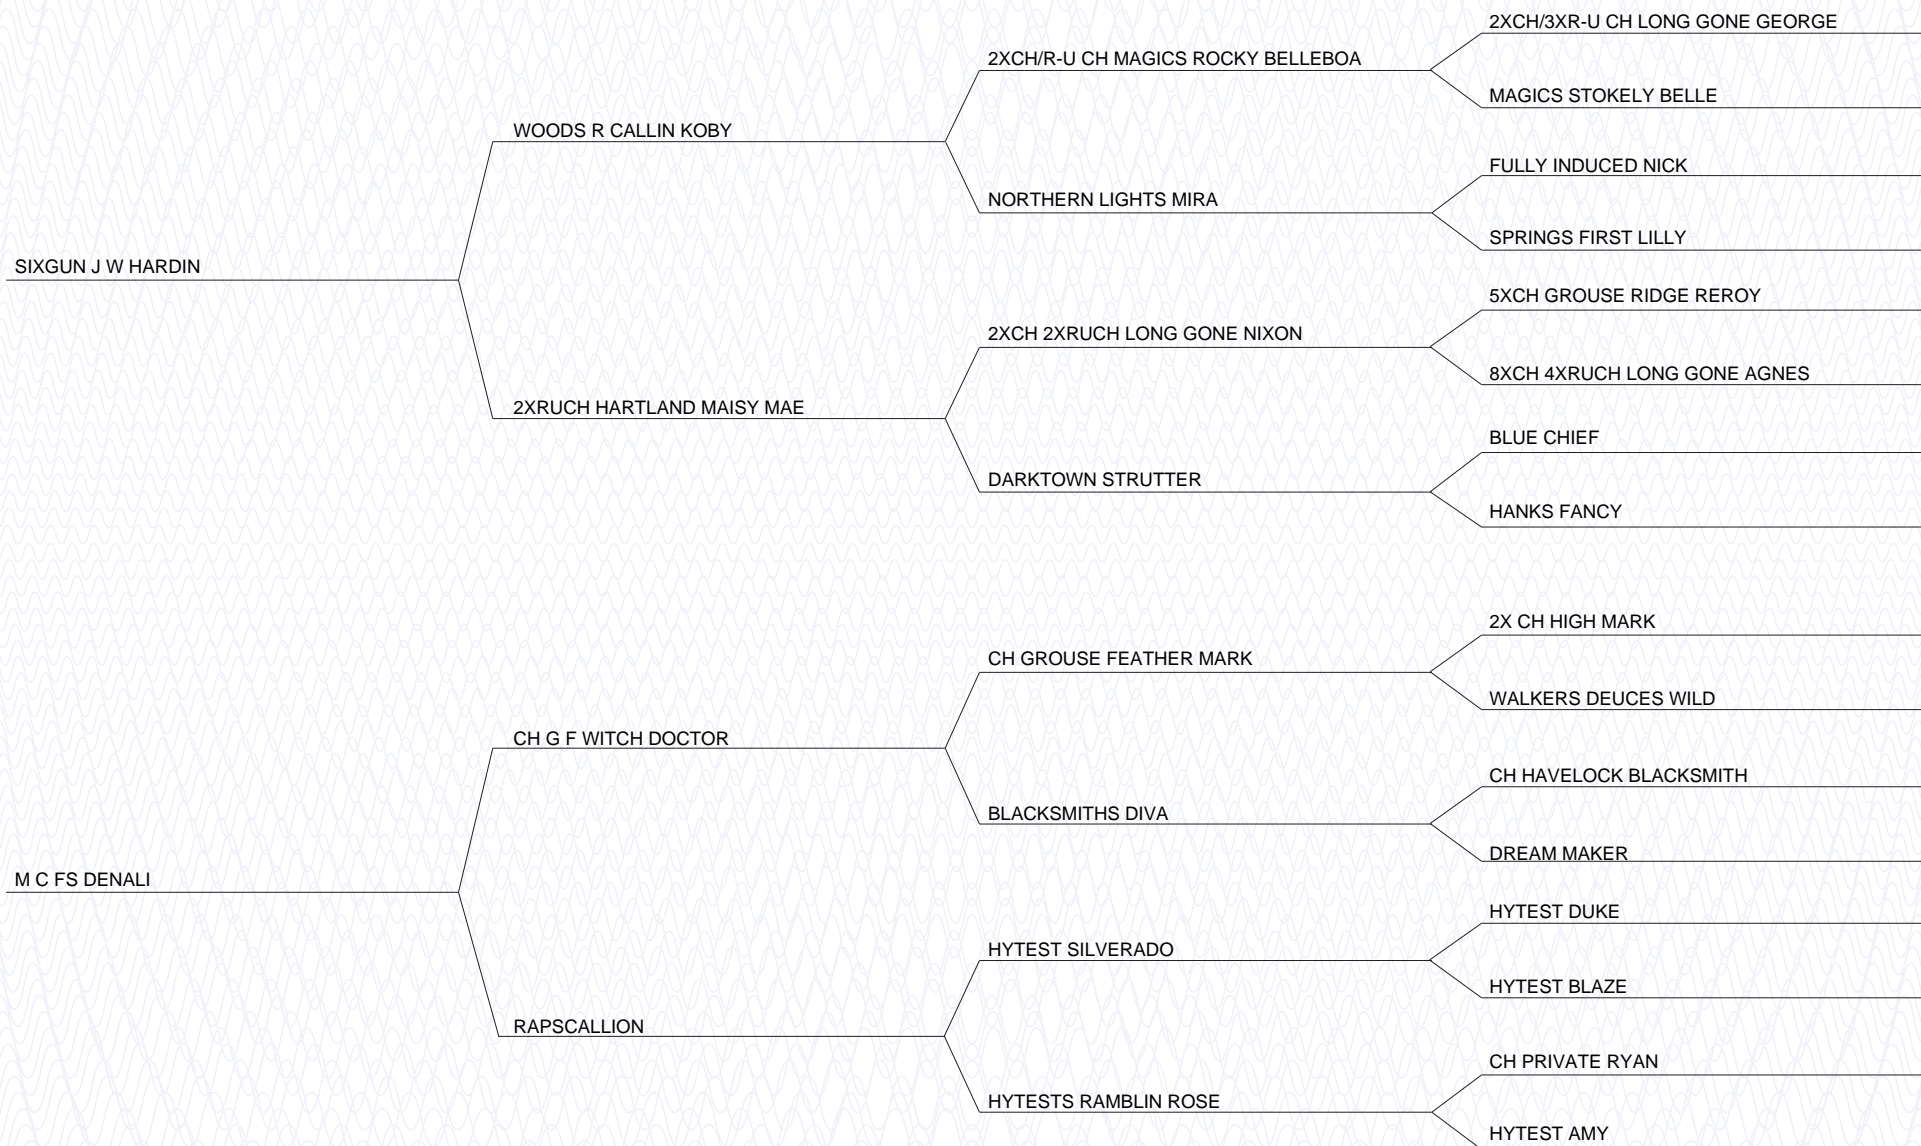 2XCH/3XR-U CH LONG GONE GEORGE
2XCH/R-U CH MAGICS ROCKY BELLEBOA
MAGICS STOKELY BELLE
WOODS R CALLIN KOBY
FULLY INDUCED NICK
NORTHERN LIGHTS MIRA
SPRINGS FIRST LILLY
SIXGUN J W HARDIN
5XCH GROUSE RIDGE REROY
2XCH 2XRUCH LONG GONE NIXON
8XCH 4XRUCH LONG GONE AGNES
2XRUCH HARTLAND MAISY MAE
BLUE CHIEF
DARKTOWN STRUTTER
HANKS FANCY
2X CH HIGH MARK
CH GROUSE FEATHER MARK
WALKERS DEUCES WILD
CH G F WITCH DOCTOR
CH HAVELOCK BLACKSMITH
BLACKSMITHS DIVA
DREAM MAKER
M C FS DENALI
HYTEST DUKE
HYTEST SILVERADO
HYTEST BLAZE
RAPSCALLION
CH PRIVATE RYAN
HYTESTS RAMBLIN ROSE
HYTEST AMY